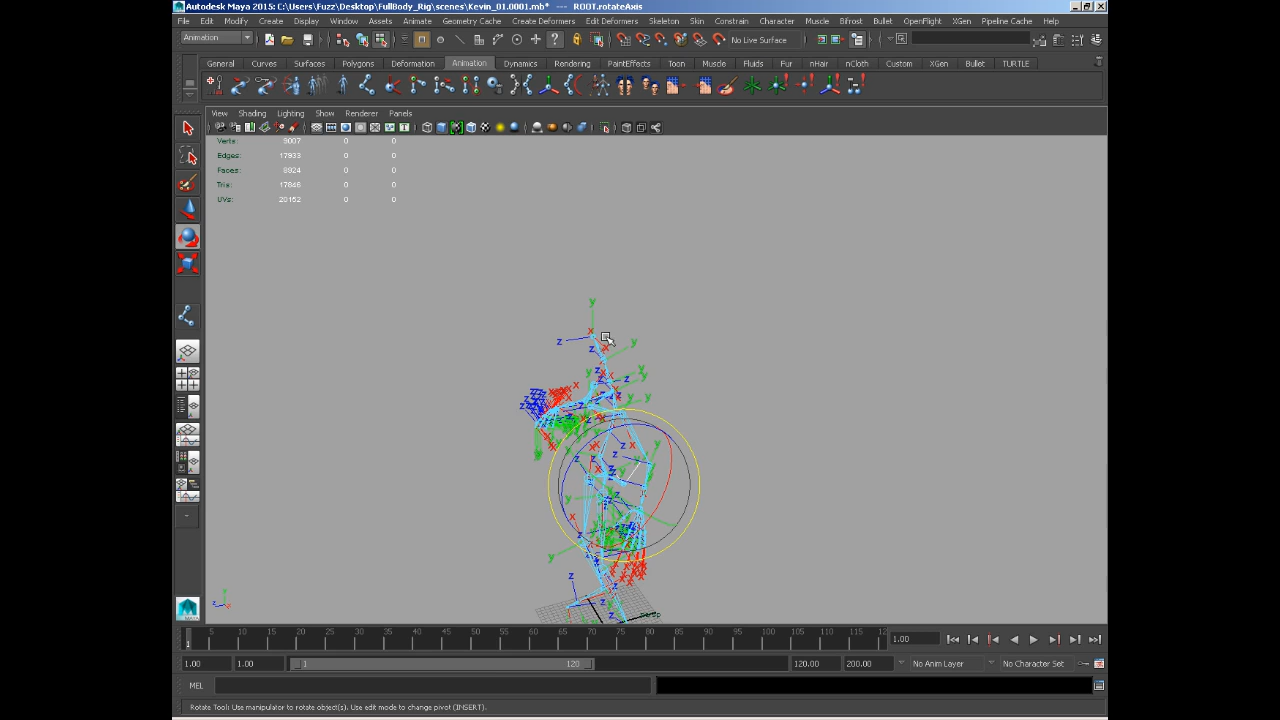 Autodesk Maya 2015: C:\Users\Fuzz\Desktop\FullBody_Rig\scenes\Kevin_01.0001.mb* --- ROOT.rotateAxis
File Edit Modify Create Display Window Assets Animate Geometry Cache Create Deformers Edit Deformers Skeleton Skin Constrain Character Muscle Bifrost Bullet OpenFlight XGen Pipeline Cache Help
Animation No Live Surface
General Curves Surfaces Polygons Deformation Animation Dynamics Rendering PaintEffects Toon Muscle Fluids Fur nHair nCloth Custom XGen Bullet TURTLE
View Shading Lighting Show Renderer Panels
Verts: 9007 0 0
Edges: 17933 0 0
Faces: 8924 0 0
Tris: 17846 0 0
UVs: 20152 0 0
persp
5 10 15 20 25 30 35 40 45 50 55 60 65 70 75 80 85 90 95 100 105 110 115
1 1.00
1.00 1.00 1 120 120.00 200.00 No Anim Layer No Character Set
MEL
Rotate Tool: Use manipulator to rotate object(s). Use edit mode to change pivot (INSERT).